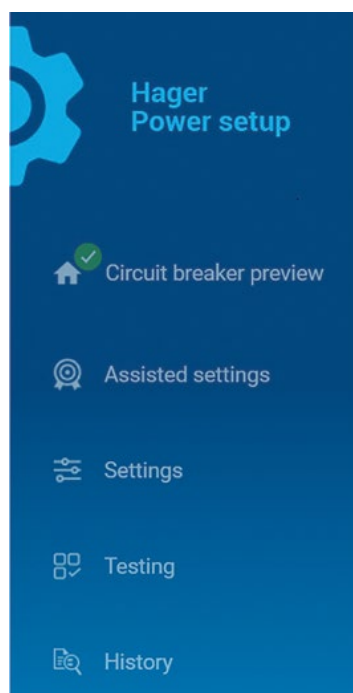 Hager
Power setup
Circuit breaker preview
Assisted settings
Settings
Testing
History